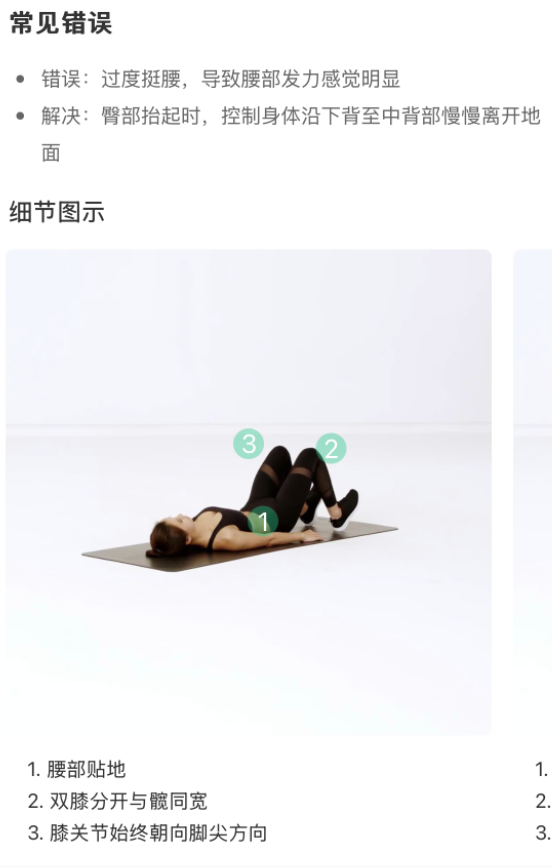 常见错误
错误：过度挺腰，导致腰部发力感觉明显
解决：臀部抬起时，控制身体沿下背至中背部慢慢离开地
面
细节图示
3
2
1
1. 腰部贴地
2. 双膝分开与髋同宽
3. 膝关节始终朝向脚尖方向
1.
2.
3.